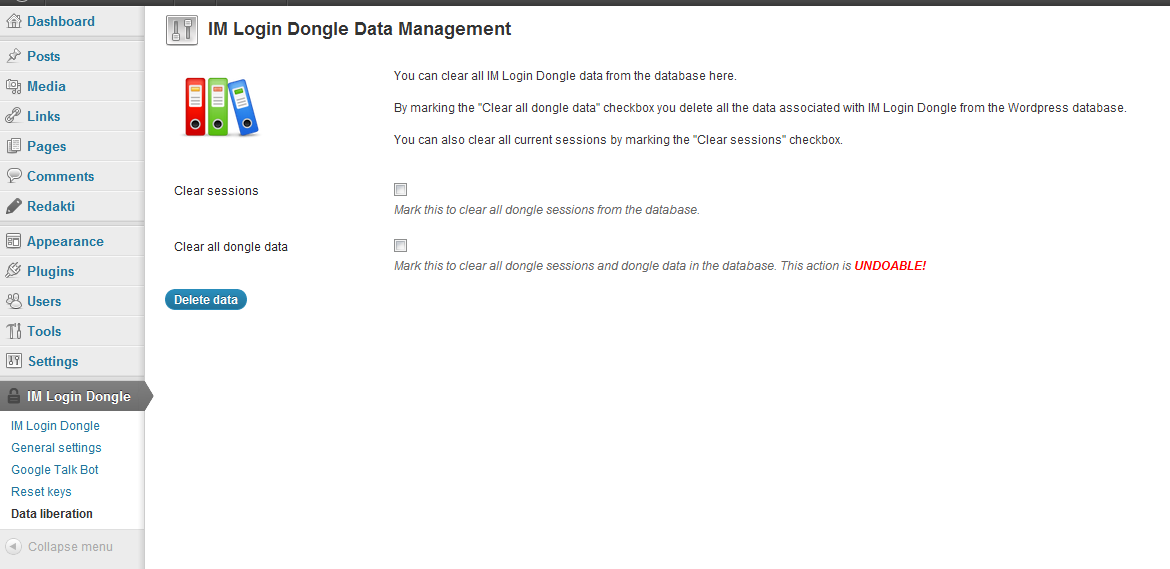 Dashboard
Posts
Media
Links
Pages
Comments
Redakti
Appearance
Plugins
Users
Tools
Settings
IM Login Dongle
IM Login Dongle
General settings
Google Talk Bot
Reset keys
Data liberation
Collapse menu
IM Login Dongle Data Management
You can clear all IM Login Dongle data from the database here.
By marking the "Clear all dongle data" checkbox you delete all the data associated with IM Login Dongle from the Wordpress database.
You can also clear all current sessions by marking the "Clear sessions" checkbox.
Clear sessions
Mark this to clear all dongle sessions from the database.
Clear all dongle data
Mark this to clear all dongle sessions and dongle data in the database. This action is UNDOABLE!
Delete data